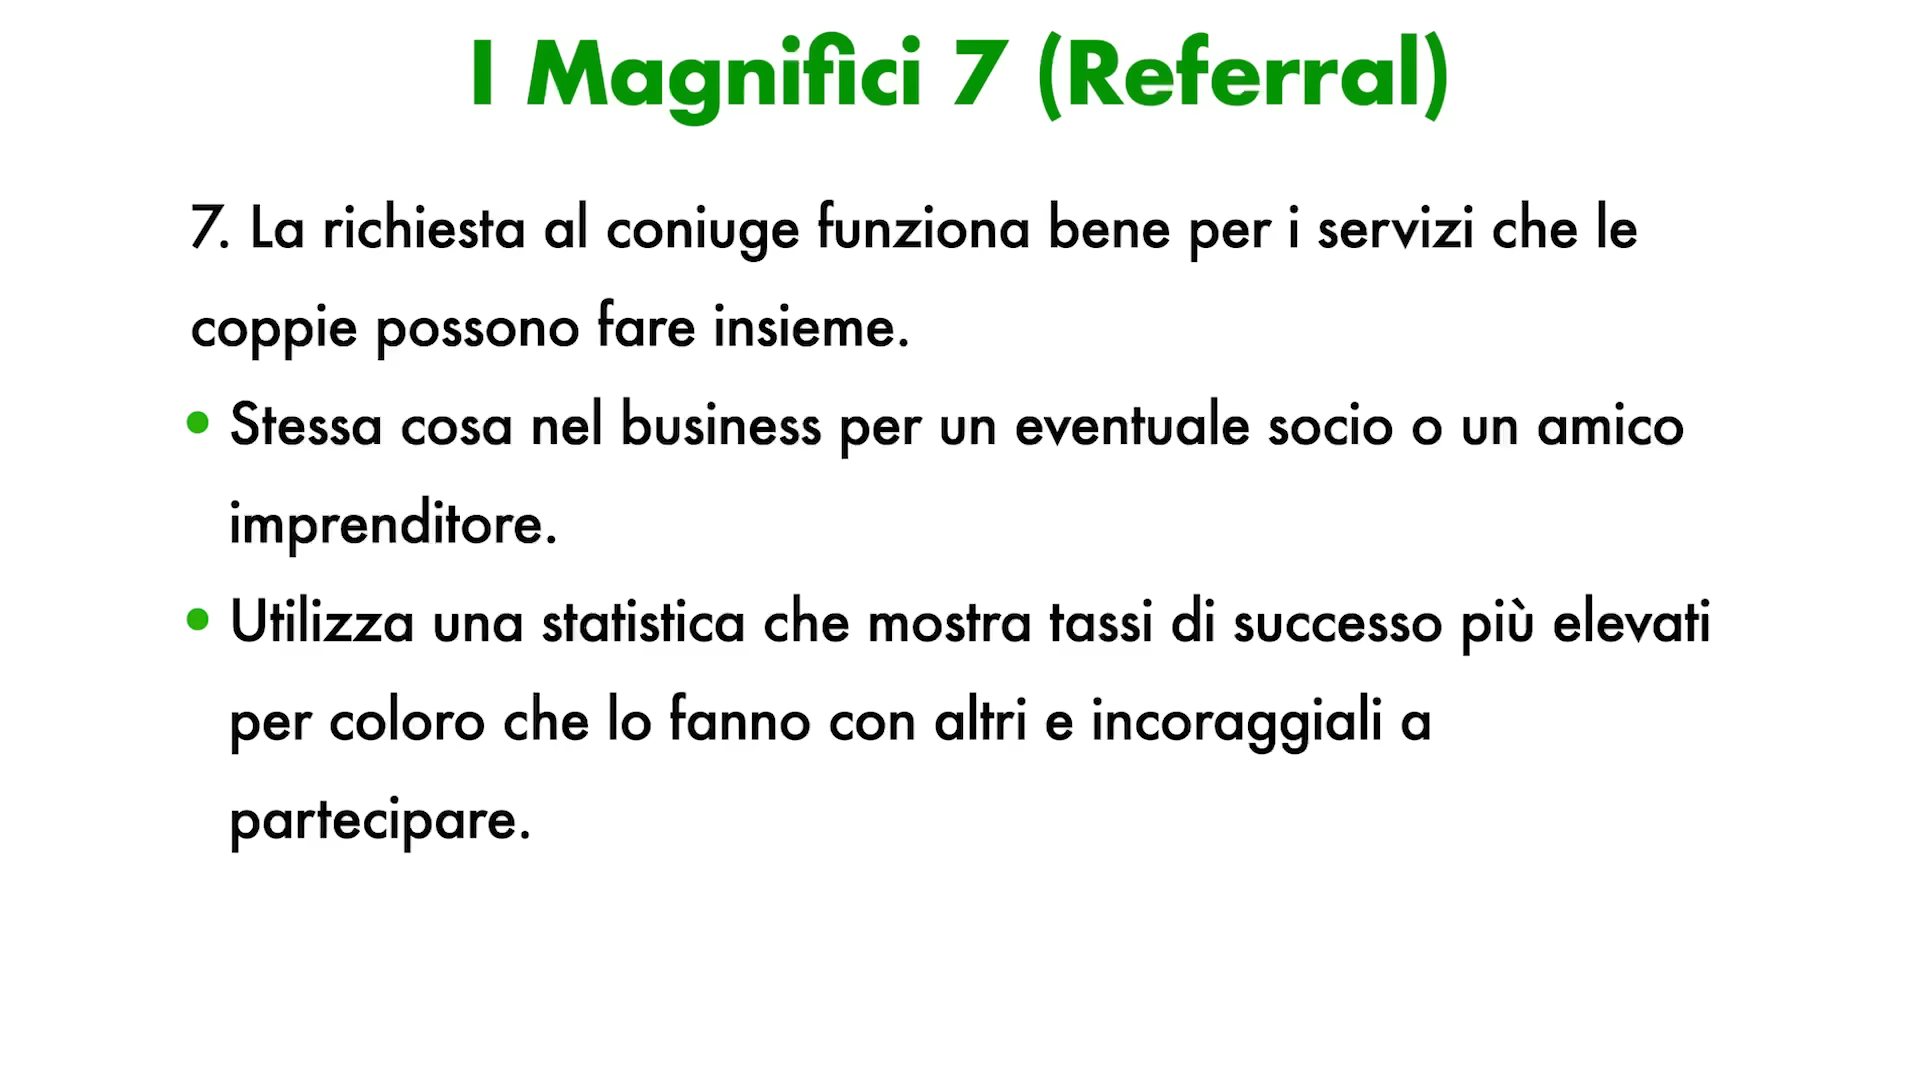 I Magnifici 7 (Referral)
7. La richiesta al coniuge funziona bene per i servizi che le
coppie possono fare insieme.
• Stessa cosa nel business per un eventuale socio o un amico
imprenditore.
• Utilizza una statistica che mostra tassi di successo più elevati
per coloro che lo fanno con altri e incoraggiali a
partecipare.